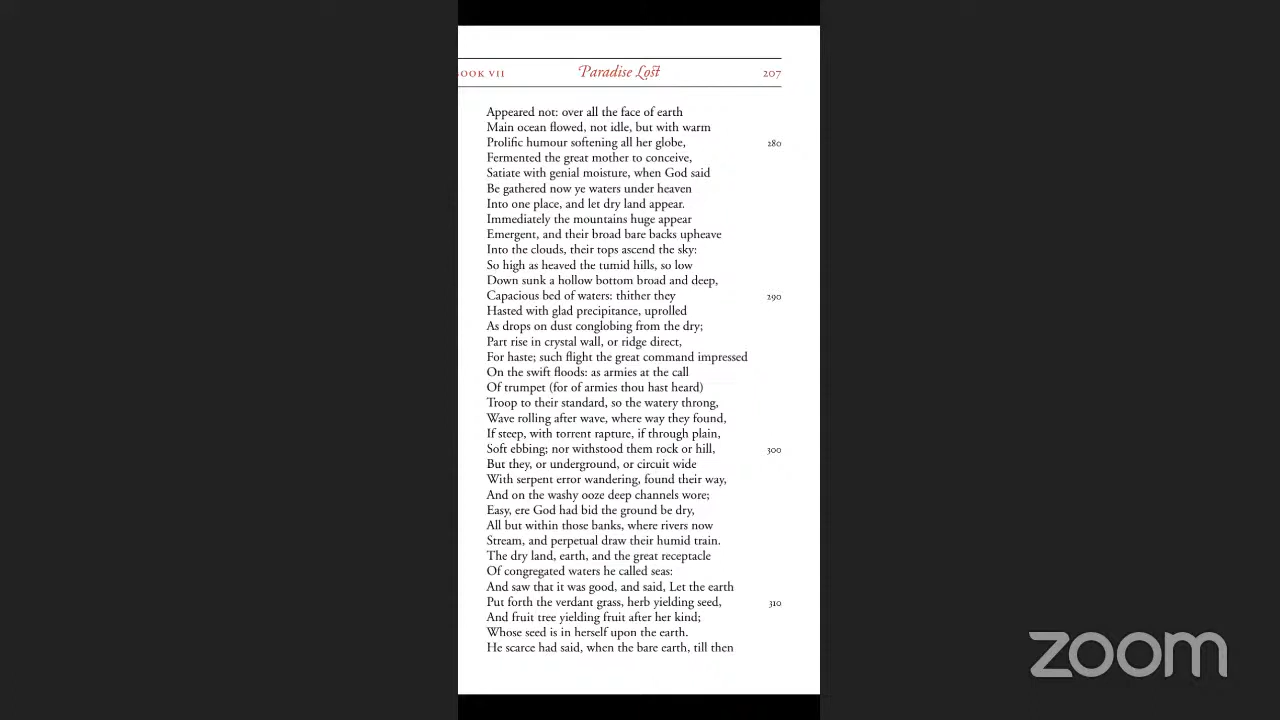 BOOK VII Paradise Lost 207
Appeared not: over all the face of earth
Main ocean flowed, not idle, but with warm
Prolific humour softening all her globe, 280
Fermented the great mother to conceive,
Satiate with genial moisture, when God said
Be gathered now ye waters under heaven
Into one place, and let dry land appear.
Immediately the mountains huge appear
Emergent, and their broad bare backs upheave
Into the clouds, their tops ascend the sky:
So high as heaved the tumid hills, so low
Down sunk a hollow bottom broad and deep,
Capacious bed of waters: thither they 290
Hasted with glad precipitance, uprolled
As drops on dust conglobing from the dry;
Part rise in crystal wall, or ridge direct,
For haste; such flight the great command impressed
On the swift floods: as armies at the call
Of trumpet (for of armies thou hast heard)
Troop to their standard, so the watery throng,
Wave rolling after wave, where way they found,
If steep, with torrent rapture, if through plain,
Soft ebbing; nor withstood them rock or hill, 300
But they, or underground, or circuit wide
With serpent error wandering, found their way,
And on the washy ooze deep channels wore;
Easy, ere God had bid the ground be dry,
All but within those banks, where rivers now
Stream, and perpetual draw their humid train.
The dry land, earth, and the great receptacle
Of congregated waters he called seas:
And saw that it was good, and said, Let the earth
Put forth the verdant grass, herb yielding seed, 310
And fruit tree yielding fruit after her kind;
Whose seed is in herself upon the earth.
He scarce had said, when the bare earth, till then
zoom